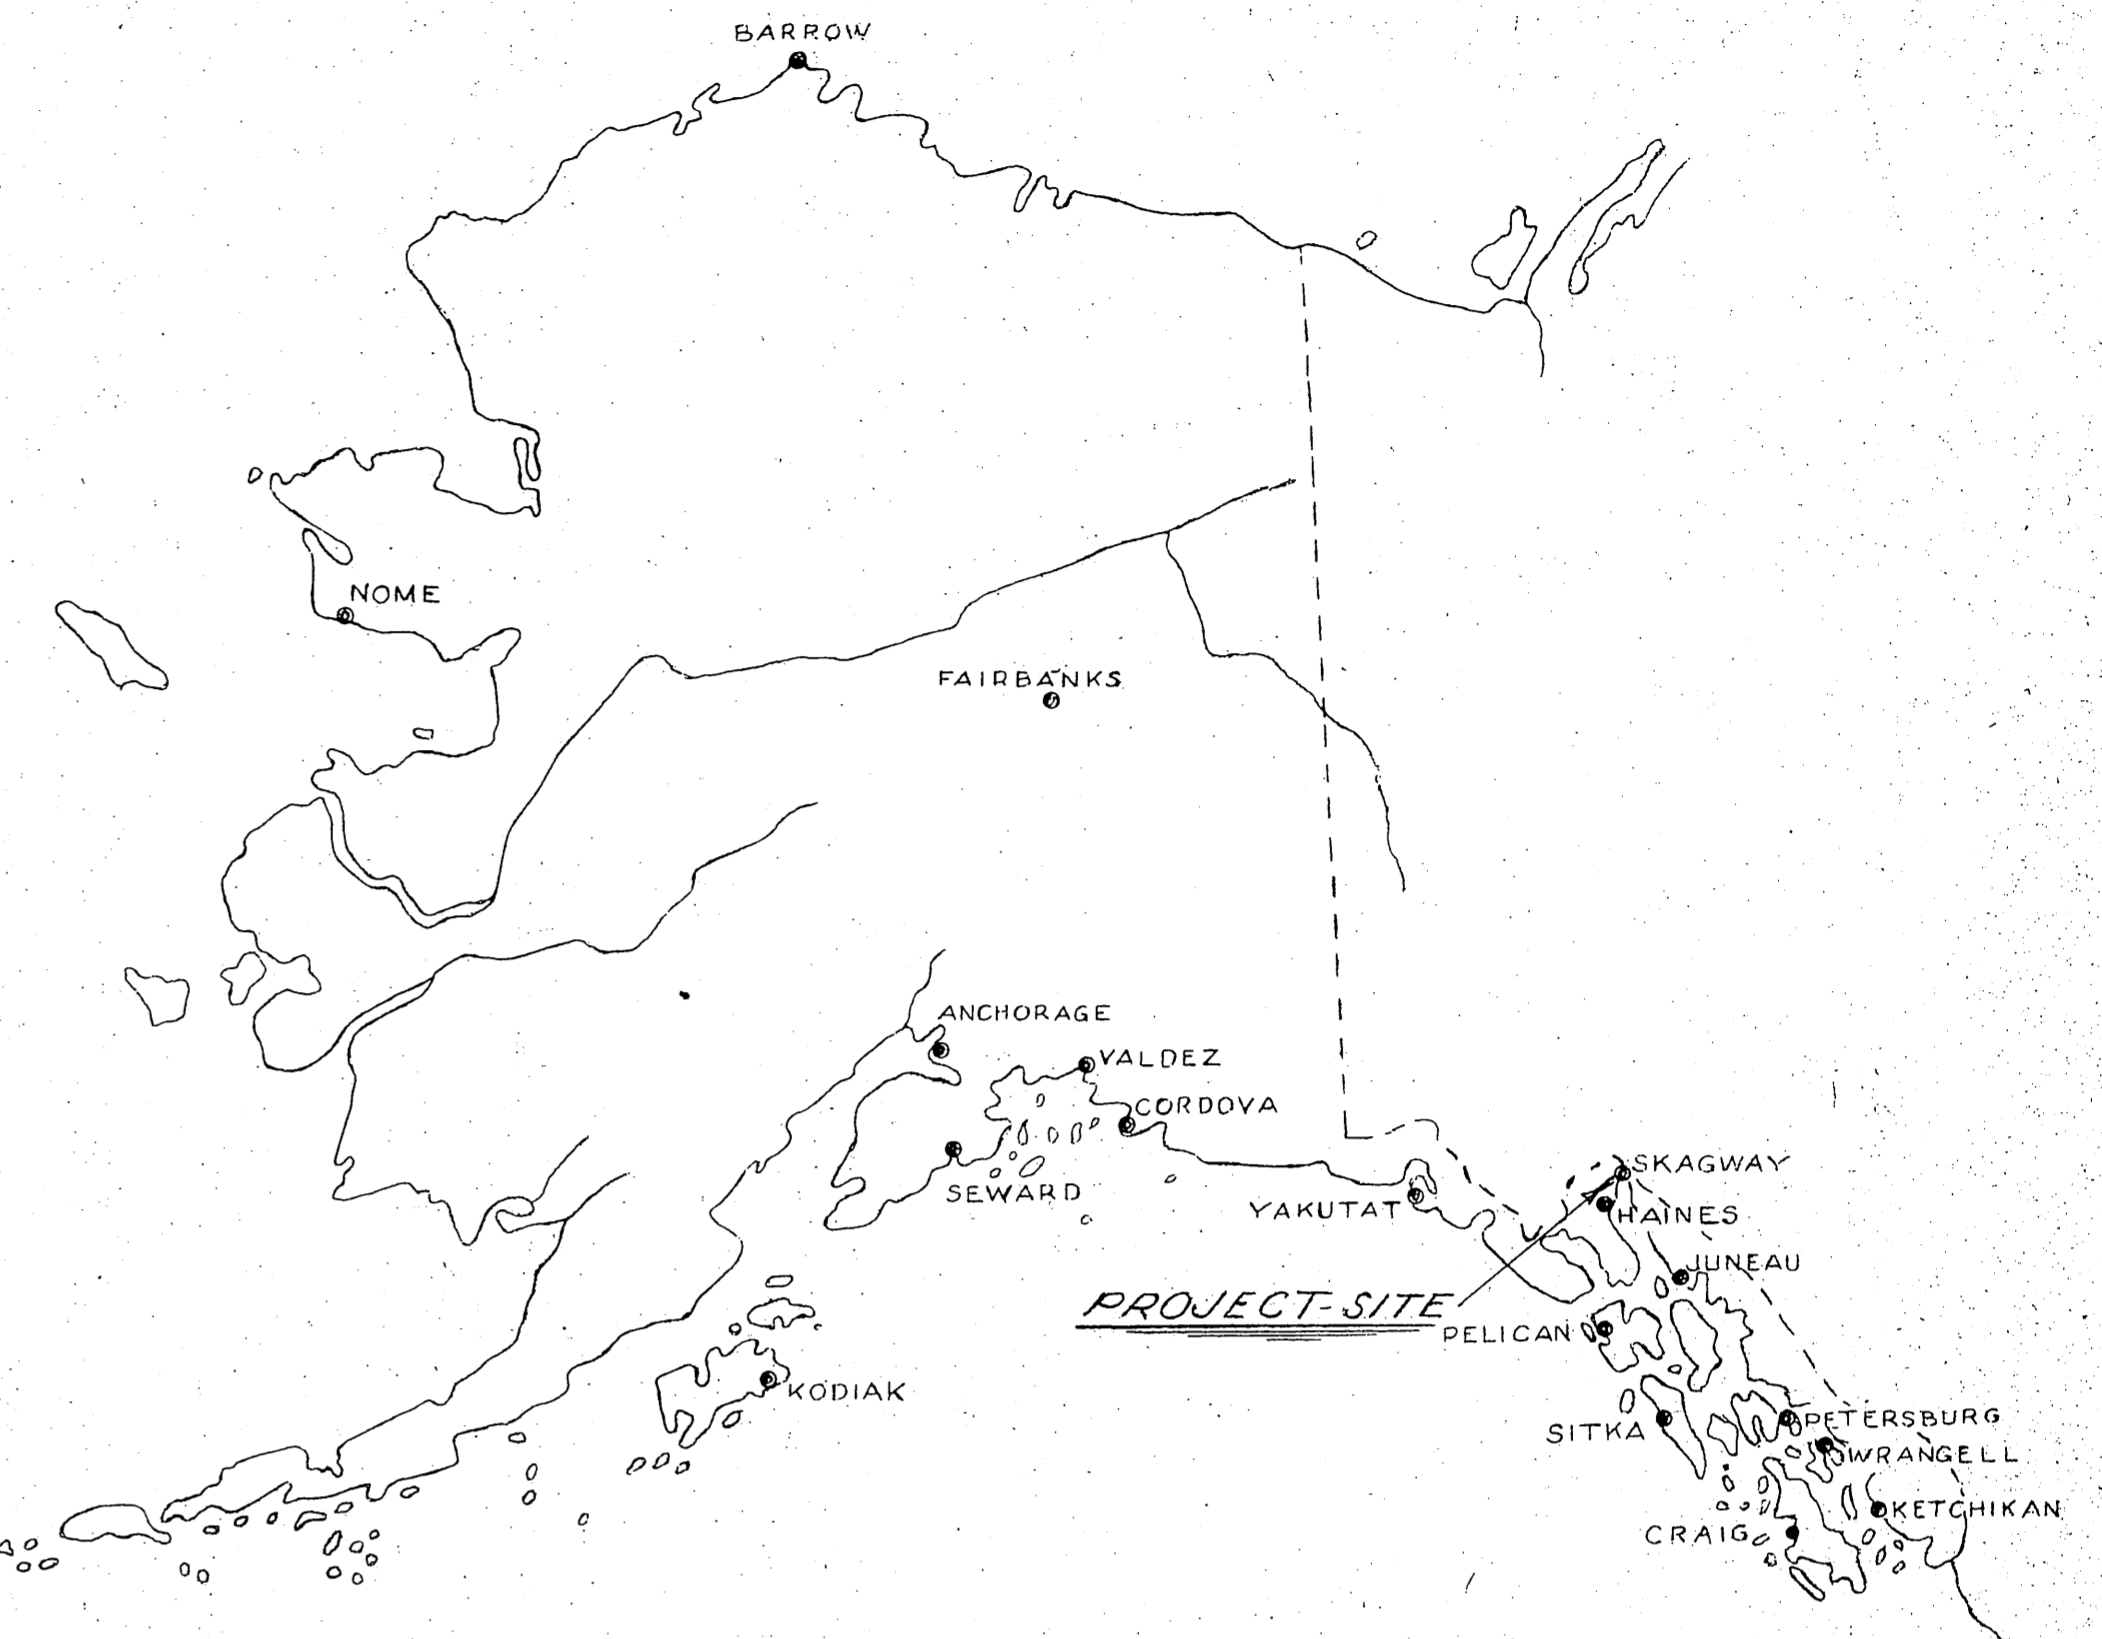 BARROW
NOME
FAIRBANKS
ANCHORAGE
VALDEZ
CORDOVA
SEWARD
YAKUTAT
SKAGWAY
HAINES
JUNEAU
PROJECT-SITE
PELICAN
KODIAK
SITKA
PETERSBURG
WRANGELL
KETCHIKAN
CRAIG